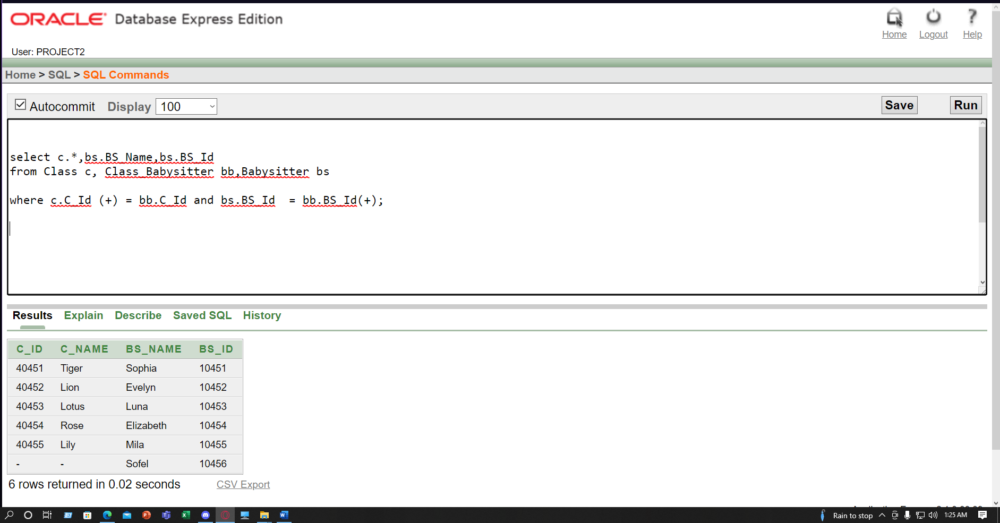 ORACLE Database Express Edition
Home Logout Help
User: PROJECT2
Home > SQL > SQL Commands
Autocommit Display 100 Save Run
select c.*,bs.BS_Name,bs.BS_Id
from Class c, Class_Babysitter bb,Babysitter bs
where c.C_Id (+) = bb.C_Id and bs.BS_Id  = bb.BS_Id(+);
Results Explain Describe Saved SQL History
C_ID C_NAME BS_NAME BS_ID
40451 Tiger Sophia 10451
40452 Lion Evelyn 10452
40453 Lotus Luna 10453
40454 Rose Elizabeth 10454
40455 Lily Mila 10455
- - Sofel 10456
6 rows returned in 0.02 seconds CSV Export
Rain to stop 1:25 AM